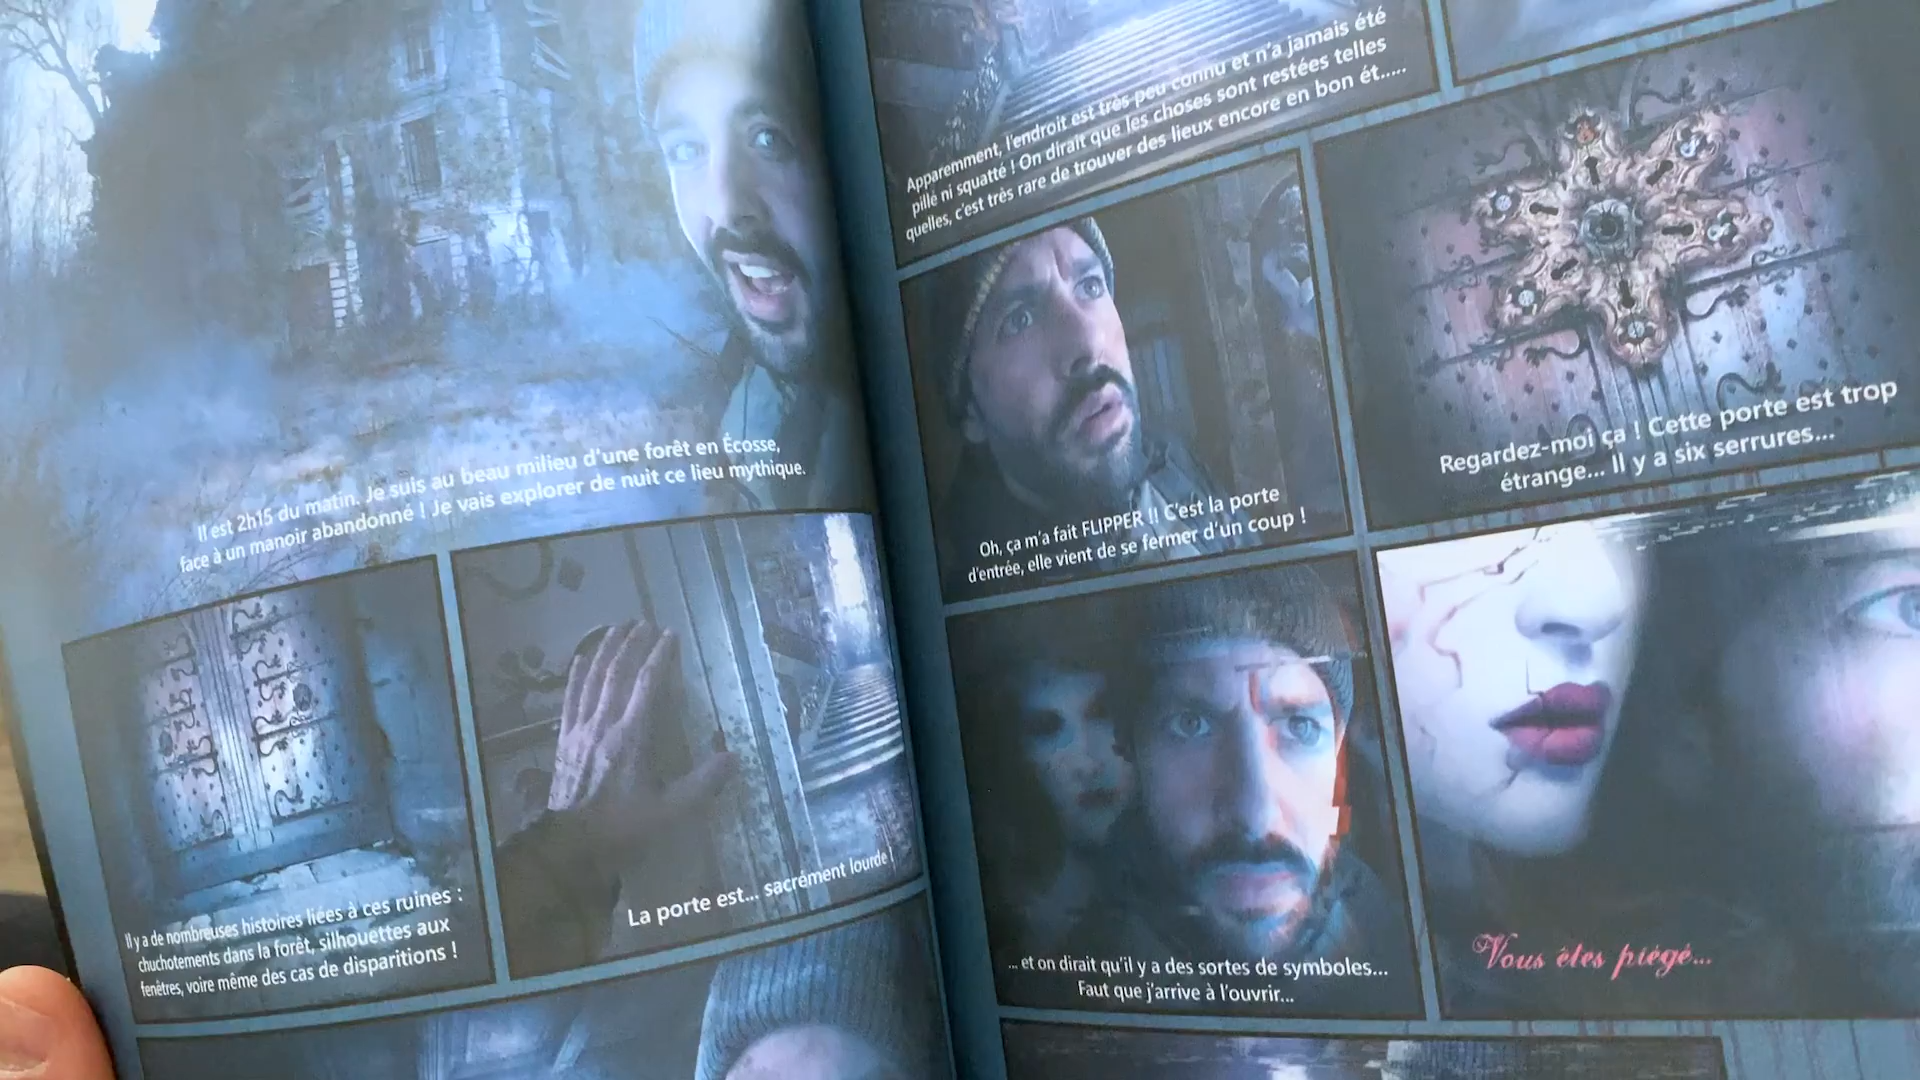 Il est 2h15 du matin. Je suis au beau milieu d'une forêt en Écosse,
face à un manoir abandonné ! Je vais explorer de nuit ce lieu mythique.
Il y a de nombreuses histoires liées à ces ruines :
chuchotements dans la forêt, silhouettes aux
fenêtres, voire même des cas de disparitions !
La porte est... sacrément lourde !
Apparemment, l'endroit est très peu connu et n'a jamais été
pillé ni squatté ! On dirait que les choses sont restées telles
quelles, c'est très rare de trouver des lieux encore en bon ét.....
Oh, ça m'a fait FLIPPER !! C'est la porte
d'entrée, elle vient de se fermer d'un coup !
Regardez-moi ça ! Cette porte est trop
étrange... Il y a six serrures...
... et on dirait qu'il y a des sortes de symboles...
Faut que j'arrive à l'ouvrir...
Vous êtes piégé...